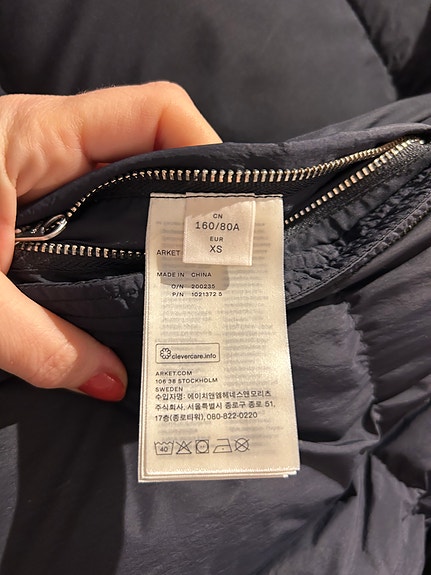 CN
160/80A
EUR
XS
ARKET
MADE IN CHINA
O/N 200235
P/N 1021372 5
clevercare.info
ARKET.COM
106 38 STOCKHOLM
SWEDEN
수입자명: 에이치앤엠헤네스앤모리츠
주식회사, 서울특별시 종로구 종로 51,
17층(종로타워), 080-822-0220
40